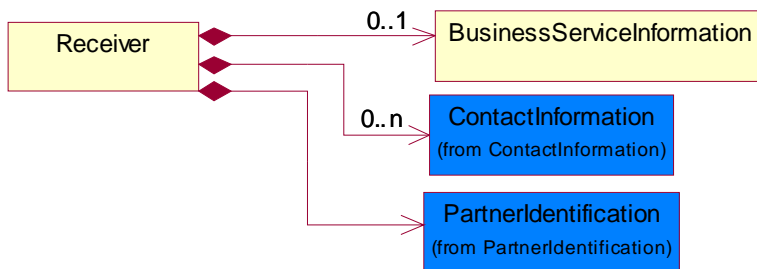 Receiver
0..1
BusinessServiceInformation
0..n
ContactInformation
(from ContactInformation)
PartnerIdentification
(from PartnerIdentification)